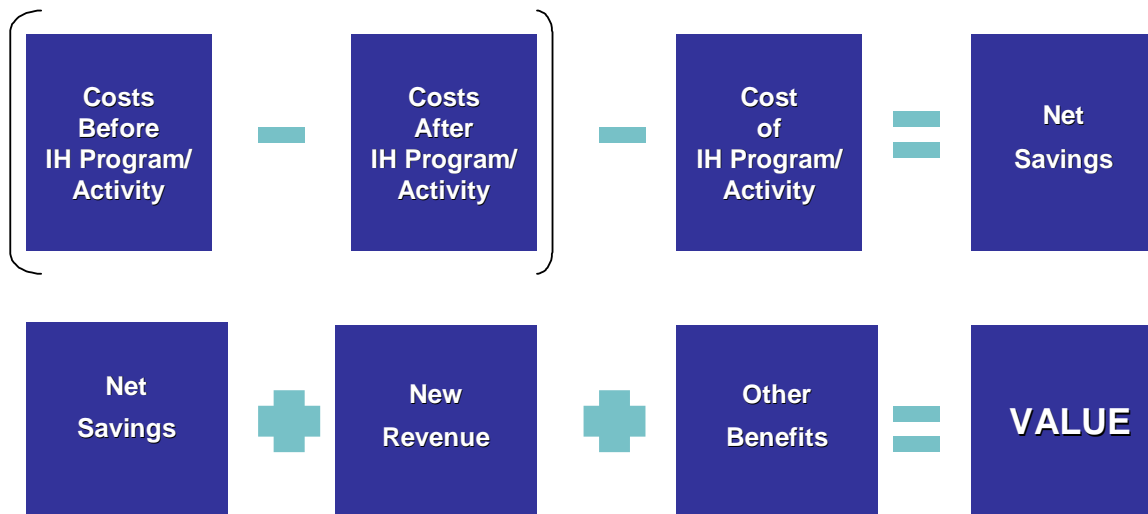 Costs
Before
IH Program/
Activity
Costs
After
IH Program/
Activity
Cost
of
IH Program/
Activity
Net
Savings
Net
Savings
New
Revenue
Other
Benefits
VALUE